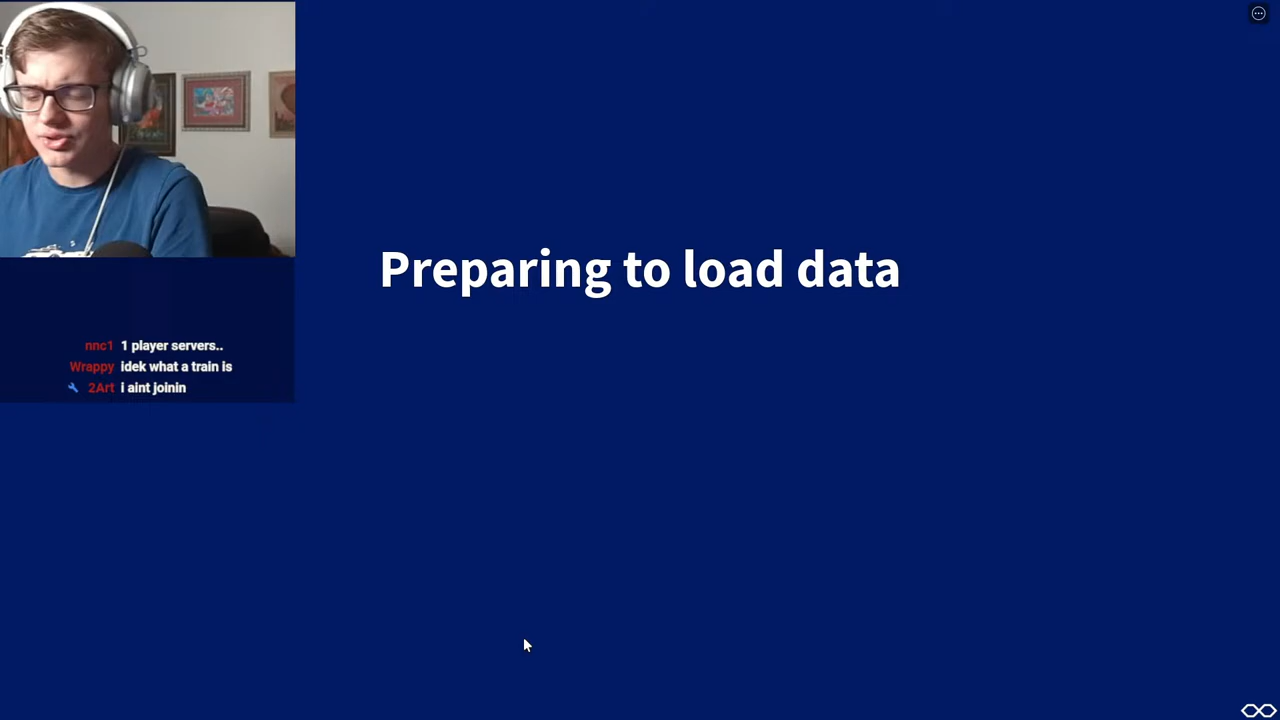 Preparing to load data
nnc1 1 player servers..
Wrappy idek what a train is
2Art i aint joinin